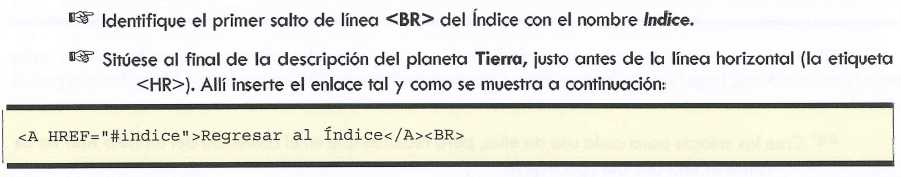 Identifique el primer salto de línea <BR> del Índice con el nombre Indice.
Sitúese al final de la descripción del planeta Tierra, justo antes de la línea horizontal (la etiqueta
<HR>). Allí inserte el enlace tal y como se muestra a continuación:
<A HREF="#indice">Regresar al Índice</A><BR>